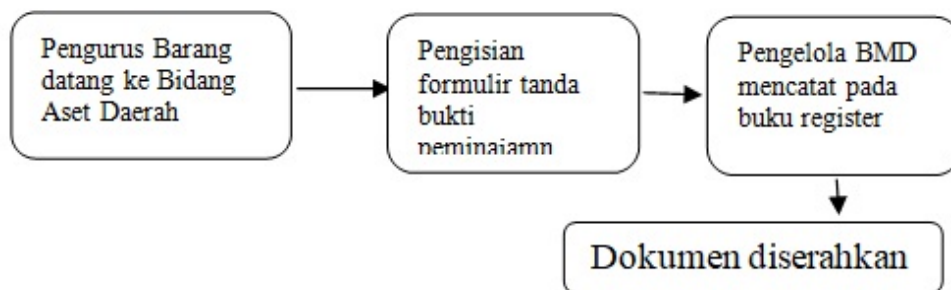 Pengurus Barang
datang ke Bidang
Aset Daerah
Pengisian
formulir tanda
bukti
peminajamn
Pengelola BMD
mencatat pada
buku register
Dokumen diserahkan